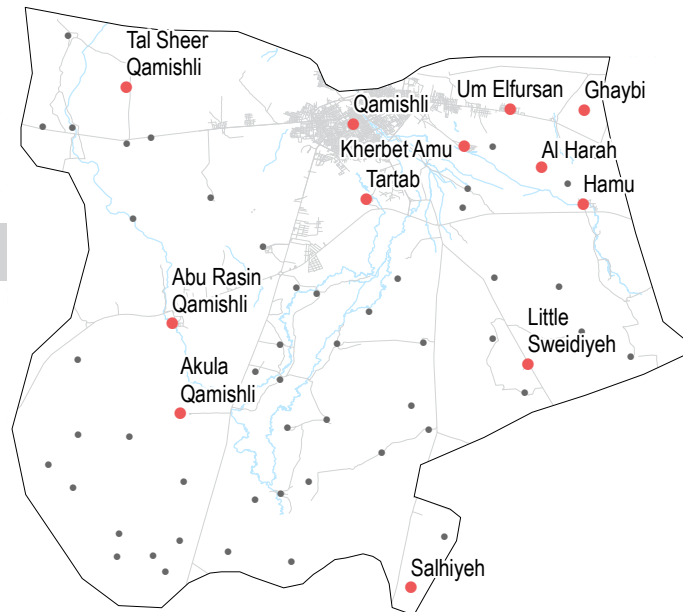 Tal Sheer
Qamishli
Qamishli
Um Elfursan
Ghaybi
Kherbet Amu
Al Harah
Tartab
Hamu
Abu Rasin
Qamishli
Little
Sweidiyeh
Akula
Qamishli
Salhiyeh